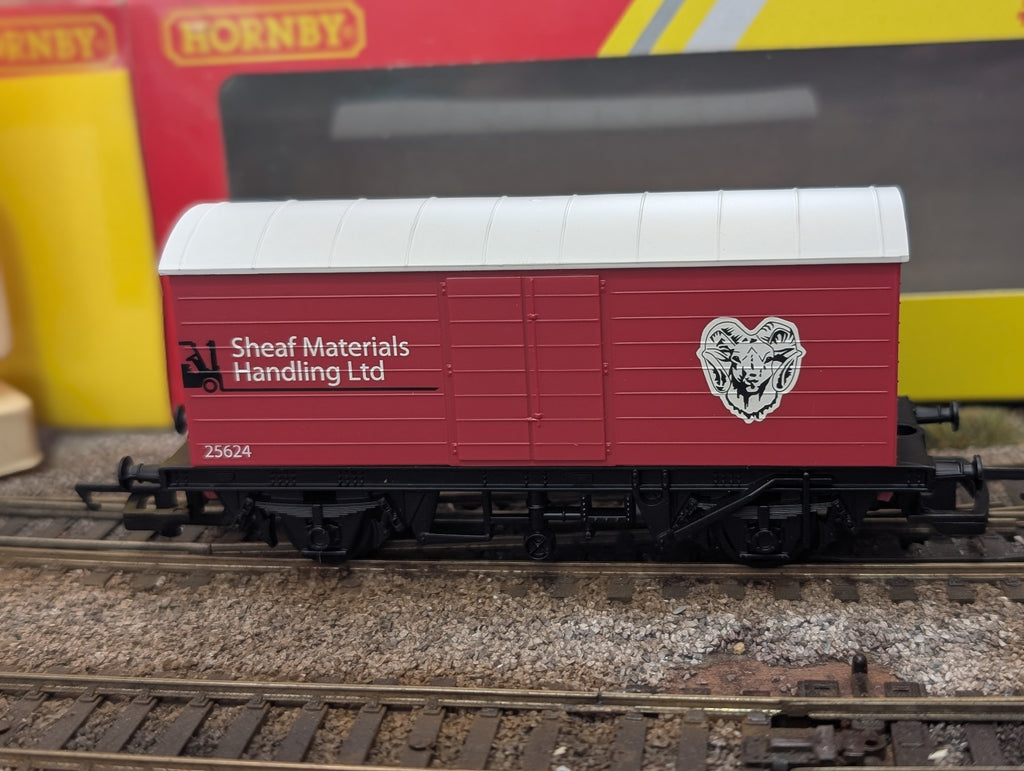 HORNBY
HORNBY
Sheaf Materials
Handling Ltd
25624